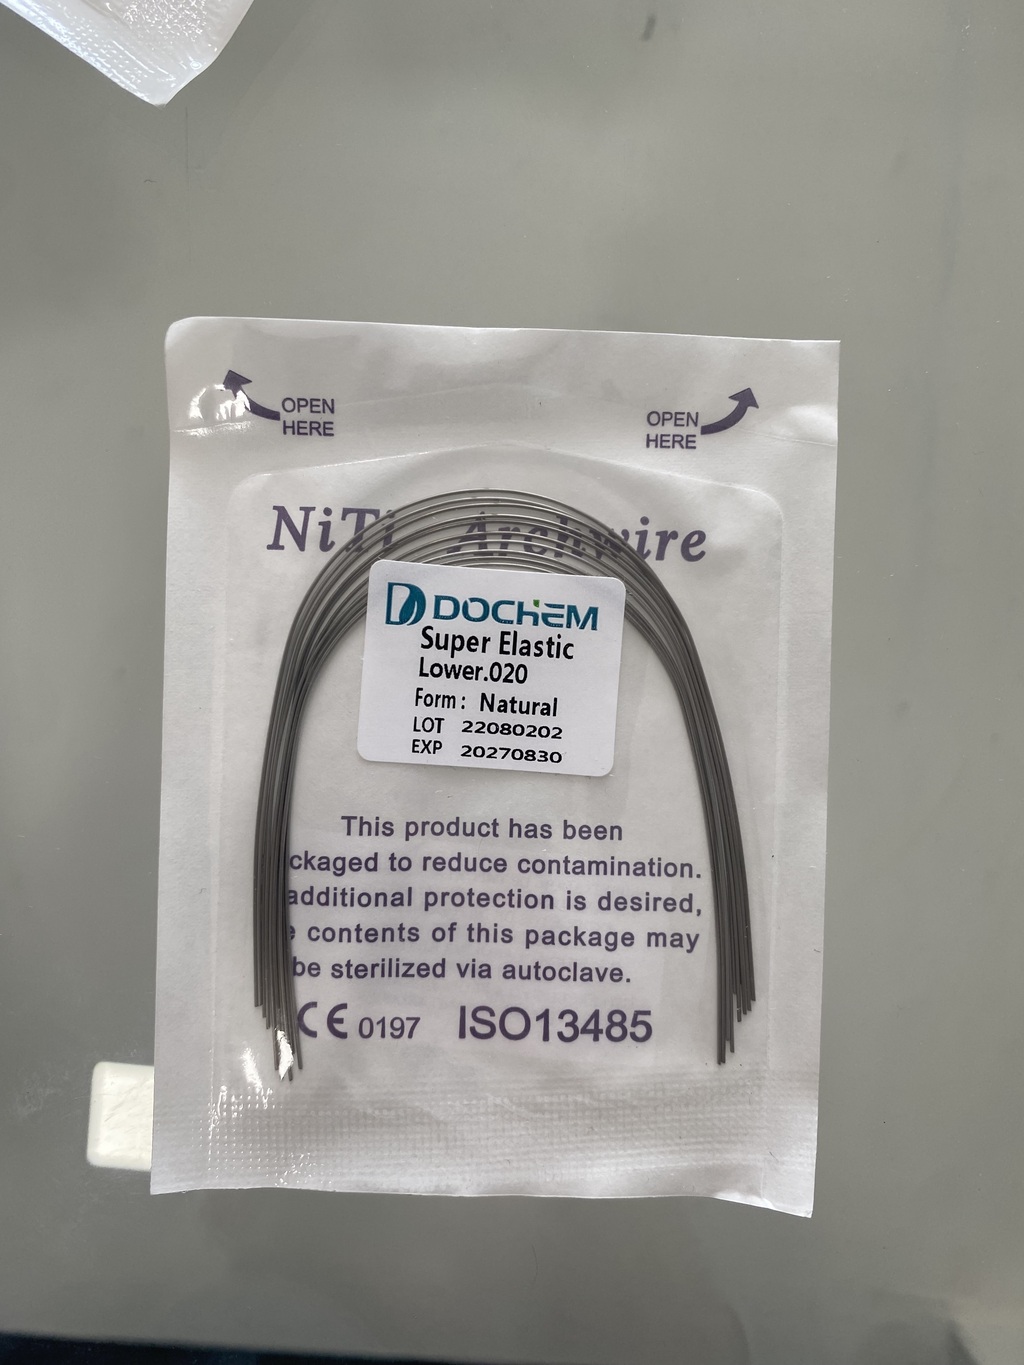 OPEN
HERE
OPEN
HERE
NiTi Archwire
DOCHEM
Super Elastic
Lower.020
Form: Natural
LOT 22080202
EXP 20270830
This product has been
ckaged to reduce contamination.
additional protection is desired,
contents of this package may
be sterilized via autoclave.
CE 0197 ISO13485